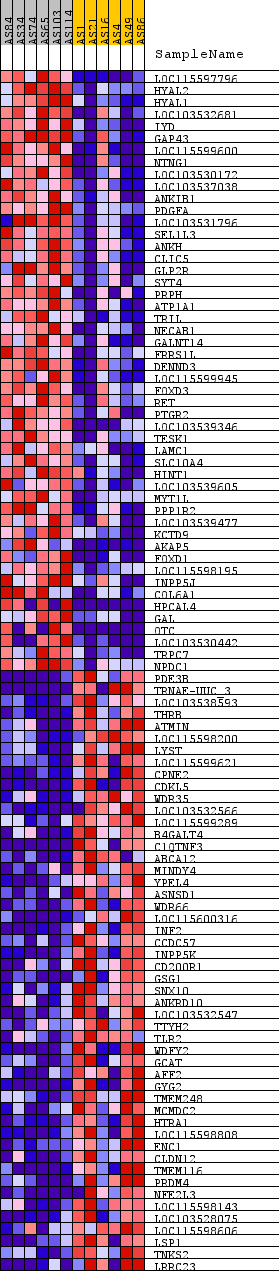 AS84 AS34 AS74 AS65 AS103 AS114 AS1 AS21 AS16 AS4 AS49 AS86
SampleName
LOC115597796
HYAL2
HYAL1
LOC103532681
IYD
GAP43
LOC115599600
NTNG1
LOC103530172
LOC103537038
ANKIB1
PDGFA
LOC103531796
SEL1L3
ANKH
CLIC5
GLP2R
SYT4
PRPH
ATP1A1
TRIL
NECAB1
GALNT14
FRRS1L
DENND3
LOC115599945
FOXD3
RET
PTGR2
LOC103539346
TESK1
LAMC1
SLC10A4
HINT1
LOC103539605
MYT1L
PPP1R2
LOC103539477
KCTD9
AKAP5
FOXD1
LOC115598195
INPP5J
COL6A1
HPCAL4
GAL
OTC
LOC103530442
TRPC7
NPDC1
PDE3B
TRNAE-UUC_3
LOC103538593
THRB
ATMIN
LOC115598200
LYST
LOC115599621
CPNE2
CDKL5
WDR35
LOC103532566
LOC115599289
B4GALT4
C1QTNF3
ABCA12
MINDY4
YPEL4
ASNSD1
WDR66
LOC115600316
INF2
CCDC57
INPP5K
CD200R1
GSG1
SNX10
ANKRD10
LOC103532547
TTYH2
TLR2
WDFY2
GCAT
AFF2
GYG2
TMEM248
MCMDC2
HTRA1
LOC115598808
ENC1
CLDN12
TMEM116
PRDM4
NFE2L3
LOC115598143
LOC103528075
LOC115598606
LSP1
TNKS2
LRRC23